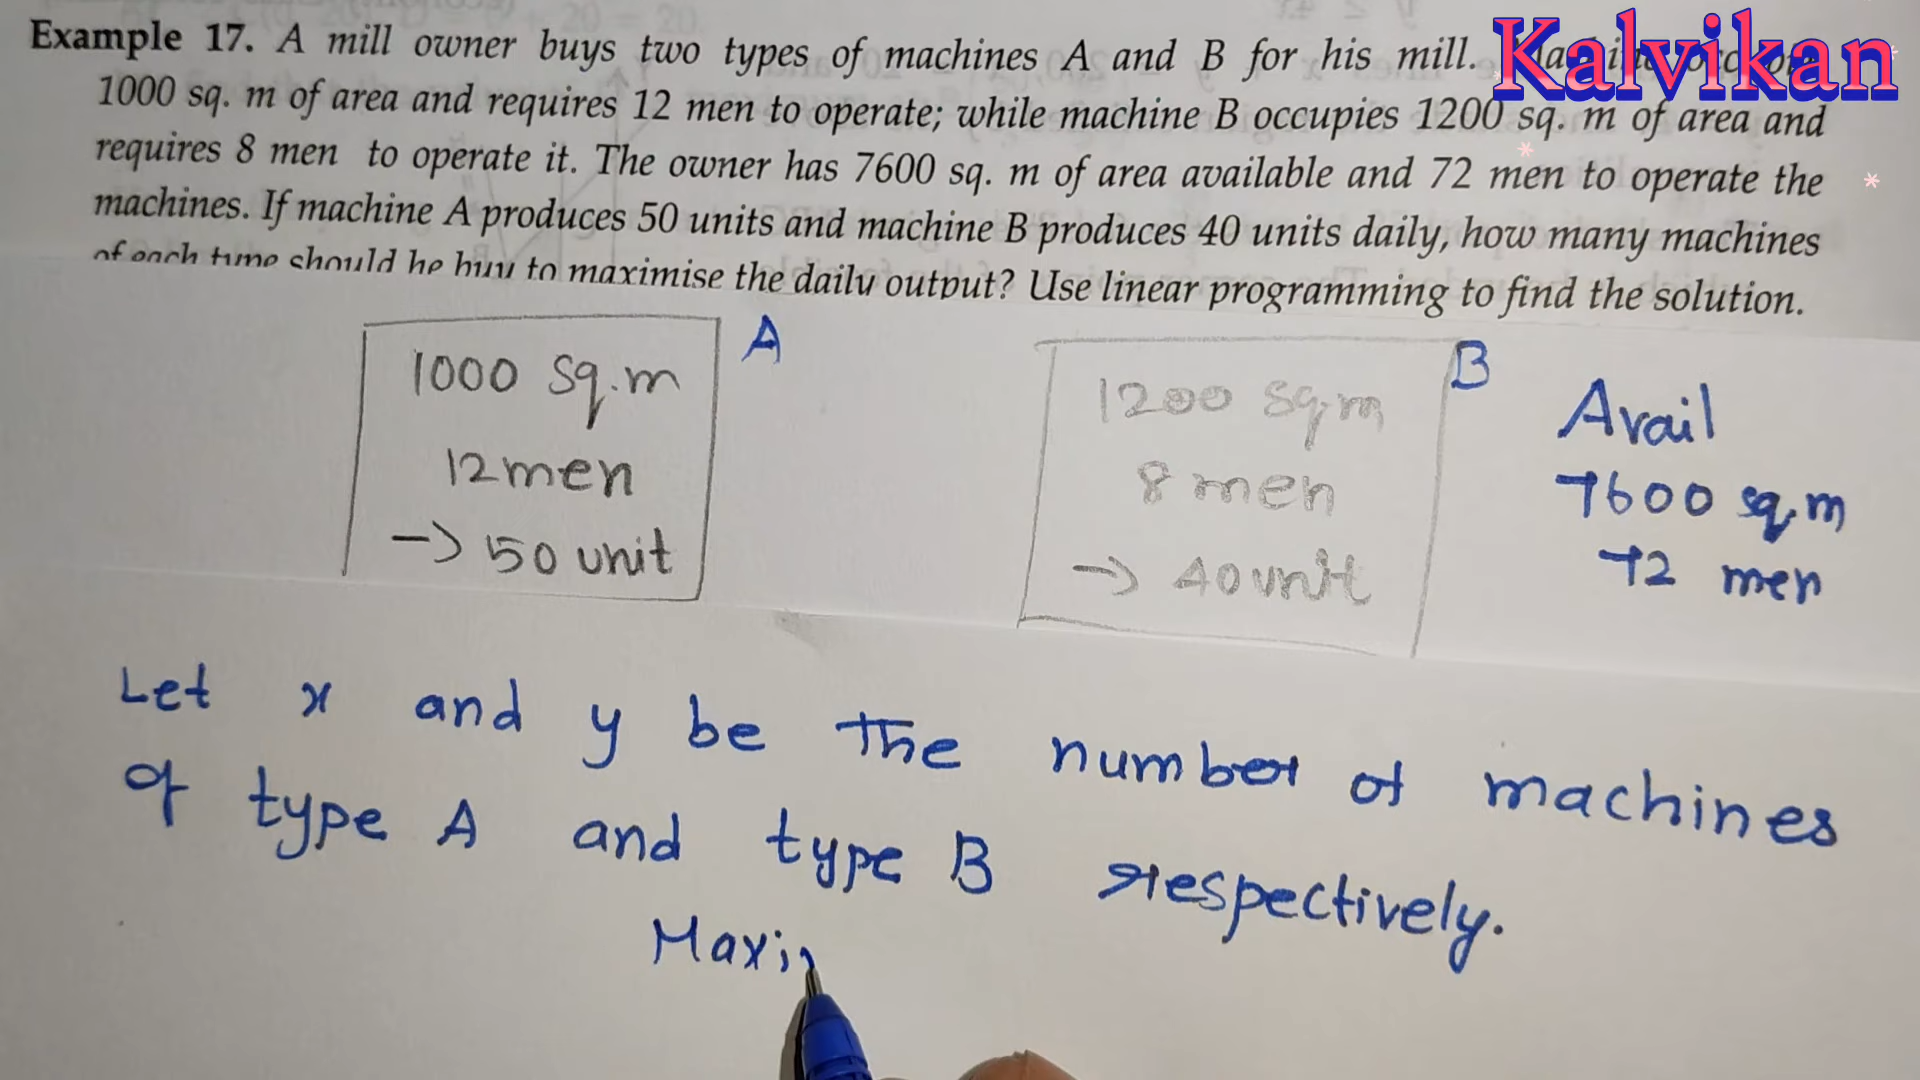 Example 17. A mill owner buys two types of machines A and B for his mill.
Kalvikan
1000 sq. m of area and requires 12 men to operate; while machine B occupies 1200 sq. m of area and
requires 8 men to operate it. The owner has 7600 sq. m of area available and 72 men to operate the
machines. If machine A produces 50 units and machine B produces 40 units daily, how many machines
of each type should he buy to maximise the daily output? Use linear programming to find the solution.
A
1000 sq.m
12 men
→ 50 unit
B
1200 sq m
8 men
→ 40 unit
Avail
7600 sq.m
72 men
Let x and y be the number of machines
of type A and type B respectively.
Maxi